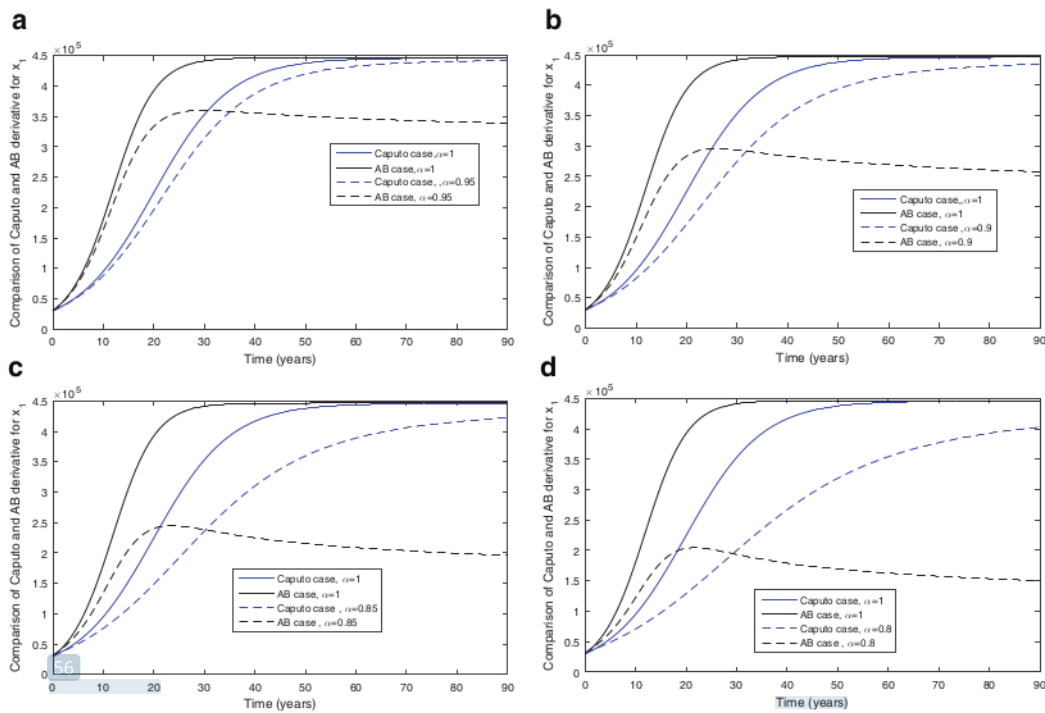 a
× 10⁵
Comparison of Caputo and AB derivative for x₁
4.5
4
3.5
3
2.5
2
1.5
1
0.5
0
0 10 20 30 40 50 60 70 80 90
Time (years)
Caputo case,α=1
AB case,α=1
Caputo case, ,α=0.95
AB case, α=0.95
b
× 10⁵
Comparison of Caputo and AB derivative for x₁
4.5
4
3.5
3
2.5
2
1.5
1
0.5
0
0 10 20 30 40 50 60 70 80 90
Time (years)
Caputo case,,α=1
AB case, α=1
Caputo case ,α=0.9
AB case, α=0.9
c
× 10⁵
Comparison of Caputo and AB derivative for x₁
4.5
4
3.5
3
2.5
2
1.5
1
0.5
0
0 10 20 30 40 50 60 70 80 90
Time (years)
Caputo case, α=1
AB case, α=1
Caputo case , α=0.85
AB case , α=0.85
56
d
× 10⁵
Comparison of Caputo and AB derivative for x₁
4.5
4
3.5
3
2.5
2
1.5
1
0.5
0
0 10 20 30 40 50 60 70 80 90
Time (years)
Caputo case, α=1
AB case, α=1
Caputo case, α=0.8
AB case , α=0.8